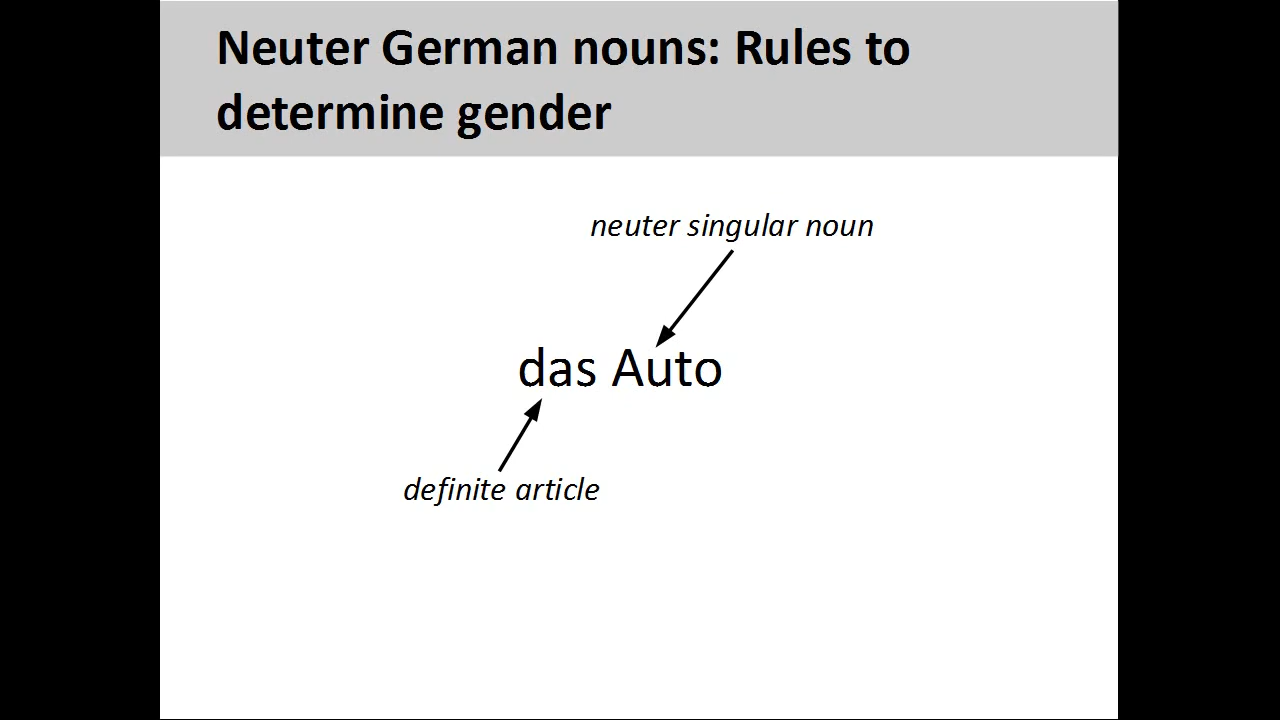 Neuter German nouns: Rules to
determine gender
neuter singular noun
das Auto
definite article